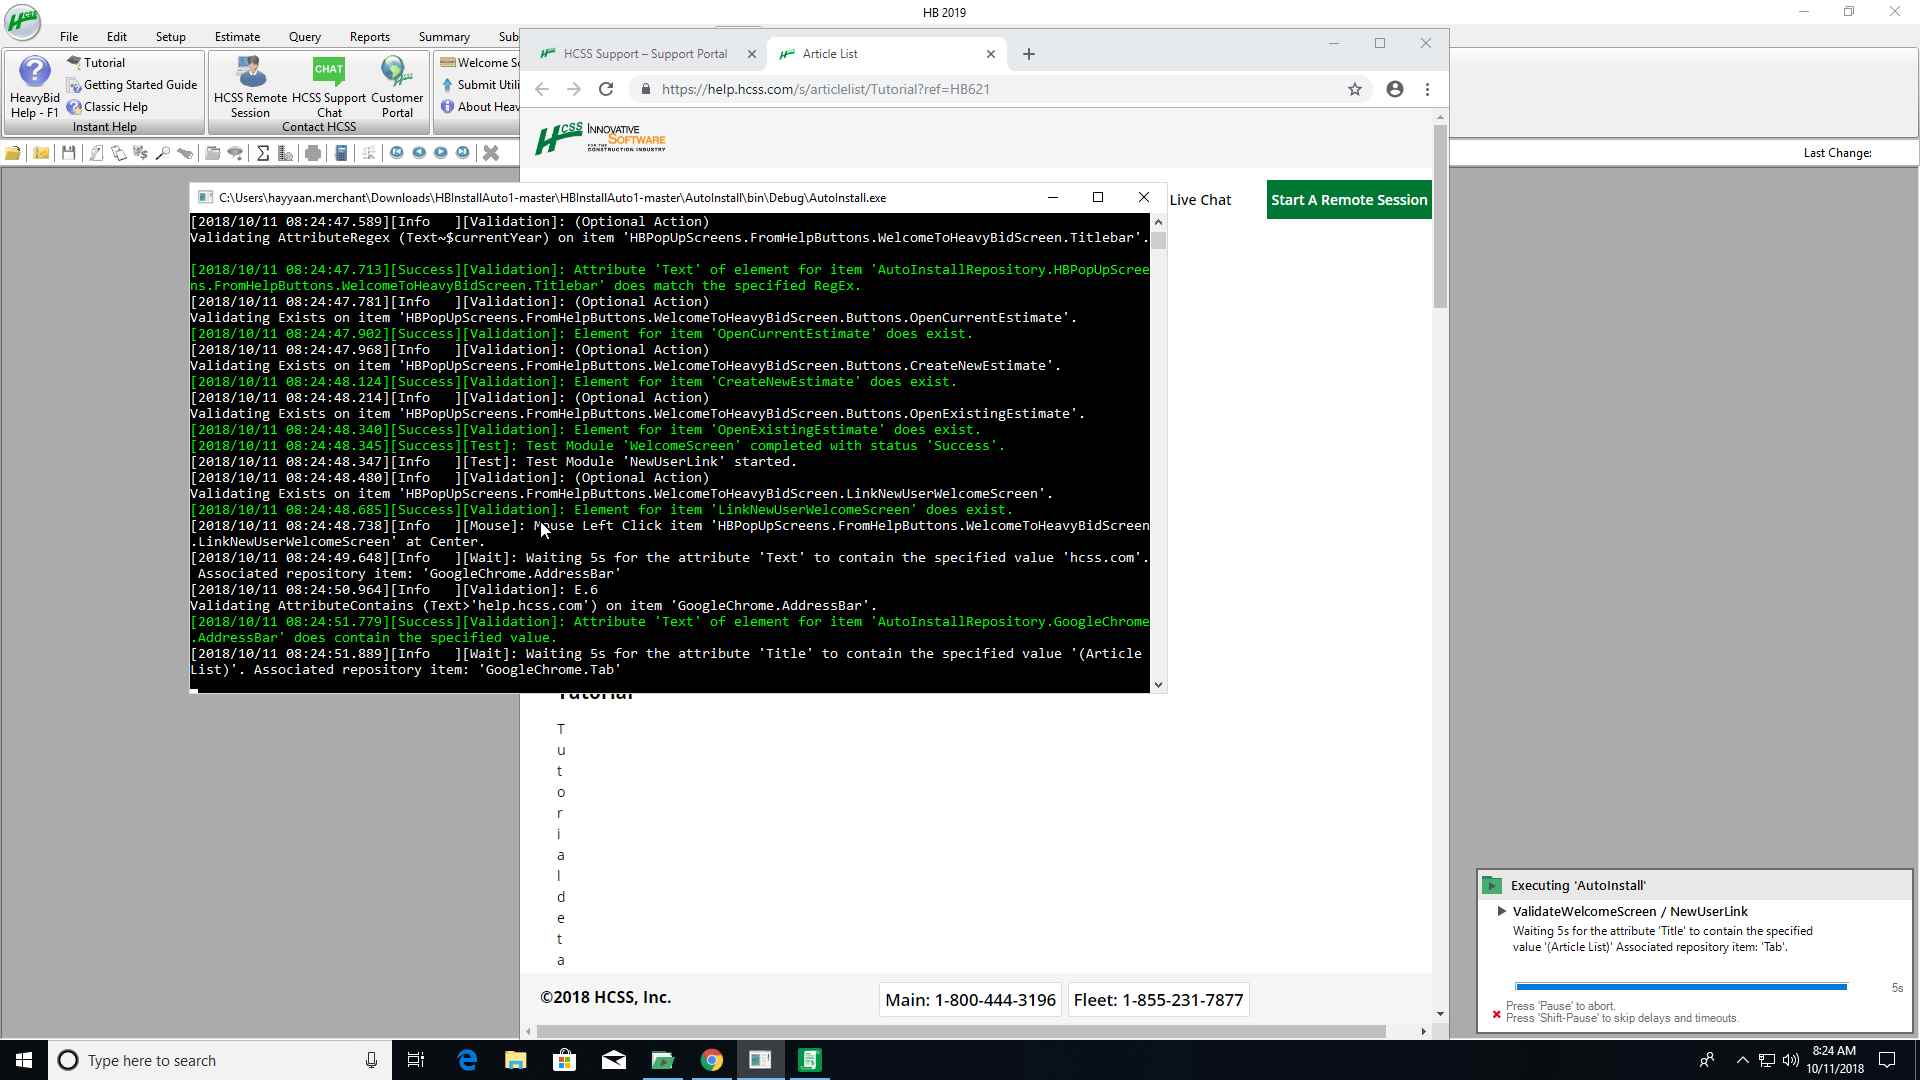 HB 2019
File Edit Setup Estimate Query Reports Summary Sub
HeavyBid
Help - F1
Tutorial
Getting Started Guide
Classic Help
Instant Help
HCSS Remote
Session
CHAT
HCSS Support
Chat
Customer
Portal
Contact HCSS
Welcome Sc
Submit Utili
About Heav
Last Change:
HCSS Support – Support Portal
Article List
https://help.hcss.com/s/articlelist/Tutorial?ref=HB621
HCSS INNOVATIVE
SOFTWARE
FOR THE
CONSTRUCTION INDUSTRY
Live Chat
Start A Remote Session
C:\Users\hayyaan.merchant\Downloads\HBInstallAuto1-master\HBInstallAuto1-master\AutoInstall\bin\Debug\AutoInstall.exe
[2018/10/11 08:24:47.589][Info   ][Validation]: (Optional Action)
Validating AttributeRegex (Text~$currentYear) on item 'HBPopUpScreens.FromHelpButtons.WelcomeToHeavyBidScreen.Titlebar'.
[2018/10/11 08:24:47.713][Success][Validation]: Attribute 'Text' of element for item 'AutoInstallRepository.HBPopUpScree
ns.FromHelpButtons.WelcomeToHeavyBidScreen.Titlebar' does match the specified RegEx.
[2018/10/11 08:24:47.781][Info   ][Validation]: (Optional Action)
Validating Exists on item 'HBPopUpScreens.FromHelpButtons.WelcomeToHeavyBidScreen.Buttons.OpenCurrentEstimate'.
[2018/10/11 08:24:47.902][Success][Validation]: Element for item 'OpenCurrentEstimate' does exist.
[2018/10/11 08:24:47.968][Info   ][Validation]: (Optional Action)
Validating Exists on item 'HBPopUpScreens.FromHelpButtons.WelcomeToHeavyBidScreen.Buttons.CreateNewEstimate'.
[2018/10/11 08:24:48.124][Success][Validation]: Element for item 'CreateNewEstimate' does exist.
[2018/10/11 08:24:48.214][Info   ][Validation]: (Optional Action)
Validating Exists on item 'HBPopUpScreens.FromHelpButtons.WelcomeToHeavyBidScreen.Buttons.OpenExistingEstimate'.
[2018/10/11 08:24:48.340][Success][Validation]: Element for item 'OpenExistingEstimate' does exist.
[2018/10/11 08:24:48.345][Success][Test]: Test Module 'WelcomeScreen' completed with status 'Success'.
[2018/10/11 08:24:48.347][Info   ][Test]: Test Module 'NewUserLink' started.
[2018/10/11 08:24:48.480][Info   ][Validation]: (Optional Action)
Validating Exists on item 'HBPopUpScreens.FromHelpButtons.WelcomeToHeavyBidScreen.LinkNewUserWelcomeScreen'.
[2018/10/11 08:24:48.685][Success][Validation]: Element for item 'LinkNewUserWelcomeScreen' does exist.
[2018/10/11 08:24:48.738][Info   ][Mouse]: Mouse Left Click item 'HBPopUpScreens.FromHelpButtons.WelcomeToHeavyBidScreen
.LinkNewUserWelcomeScreen' at Center.
[2018/10/11 08:24:49.648][Info   ][Wait]: Waiting 5s for the attribute 'Text' to contain the specified value 'hcss.com'.
 Associated repository item: 'GoogleChrome.AddressBar'
[2018/10/11 08:24:50.964][Info   ][Validation]: E.6
Validating AttributeContains (Text>'help.hcss.com') on item 'GoogleChrome.AddressBar'.
[2018/10/11 08:24:51.779][Success][Validation]: Attribute 'Text' of element for item 'AutoInstallRepository.GoogleChrome
.AddressBar' does contain the specified value.
[2018/10/11 08:24:51.889][Info   ][Wait]: Waiting 5s for the attribute 'Title' to contain the specified value '(Article
List)'. Associated repository item: 'GoogleChrome.Tab'
Tutorial
T
u
t
o
r
i
a
l
d
e
t
a
©2018 HCSS, Inc.
Main: 1-800-444-3196
Fleet: 1-855-231-7877
Executing 'AutoInstall'
ValidateWelcomeScreen / NewUserLink
Waiting 5s for the attribute 'Title' to contain the specified
value '(Article List)' Associated repository item: 'Tab'.
5s
Press 'Pause' to abort.
Press 'Shift-Pause' to skip delays and timeouts.
Type here to search
8:24 AM
10/11/2018